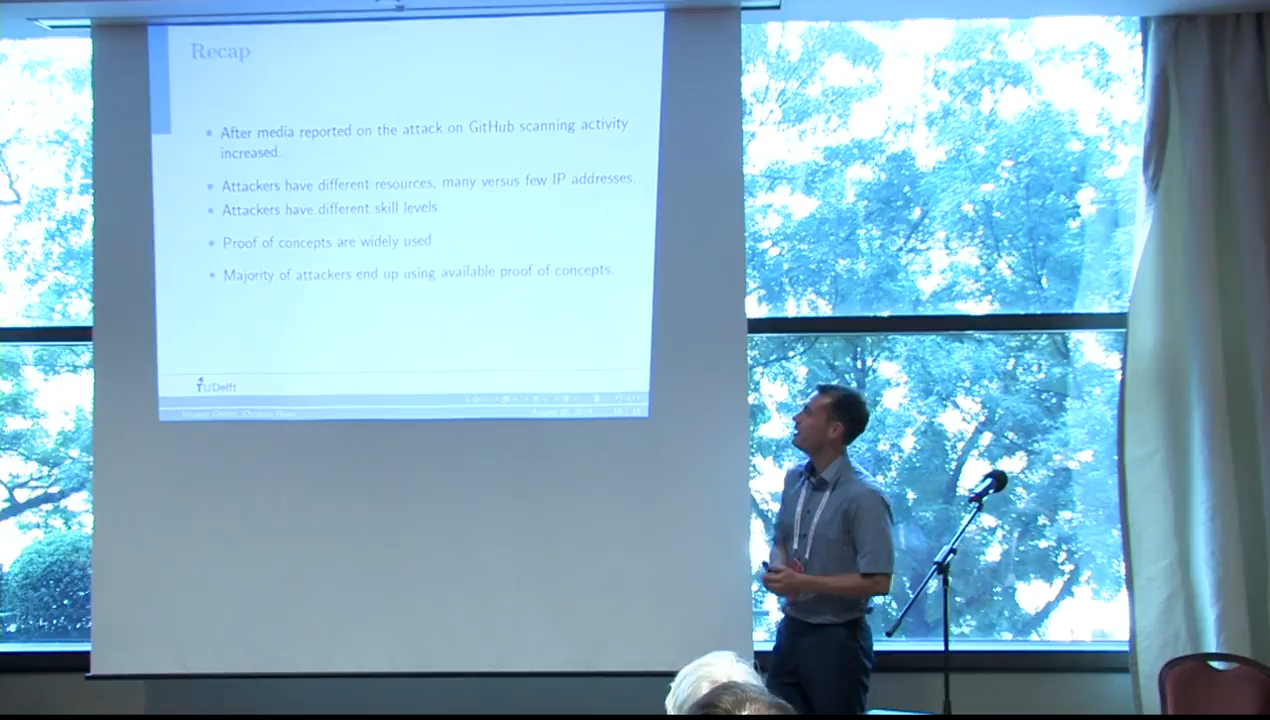 Recap
After media reported on the attack on GitHub scanning activity
increased.
Attackers have different resources, many versus few IP addresses.
Attackers have different skill levels
Proof of concepts are widely used
Majority of attackers end up using available proof of concepts.
TUDelft